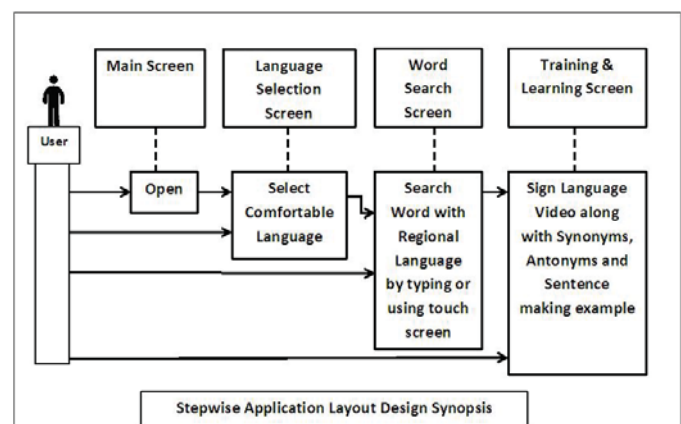 Main Screen
Language
Selection
Screen
Word
Search
Screen
Training &
Learning Screen
User
Open
Select
Comfortable
Language
Search
Word with
Regional
Language
by typing or
using touch
screen
Sign Language
Video along
with Synonyms,
Antonyms and
Sentence
making example
Stepwise Application Layout Design Synopsis